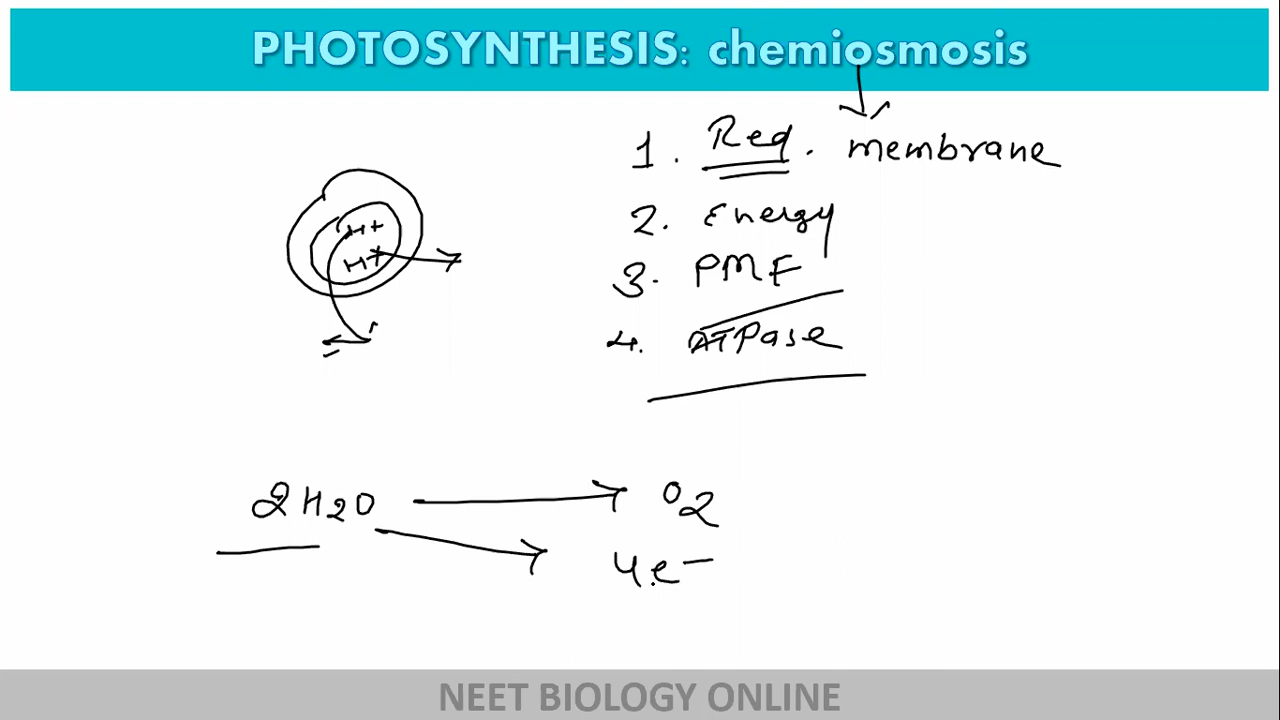 PHOTOSYNTHESIS: chemiosmosis
1. Req. membrane
2. Energy
3. PMF
4. ATPase
H+
H+
2H2O → O2
4e−
NEET BIOLOGY ONLINE